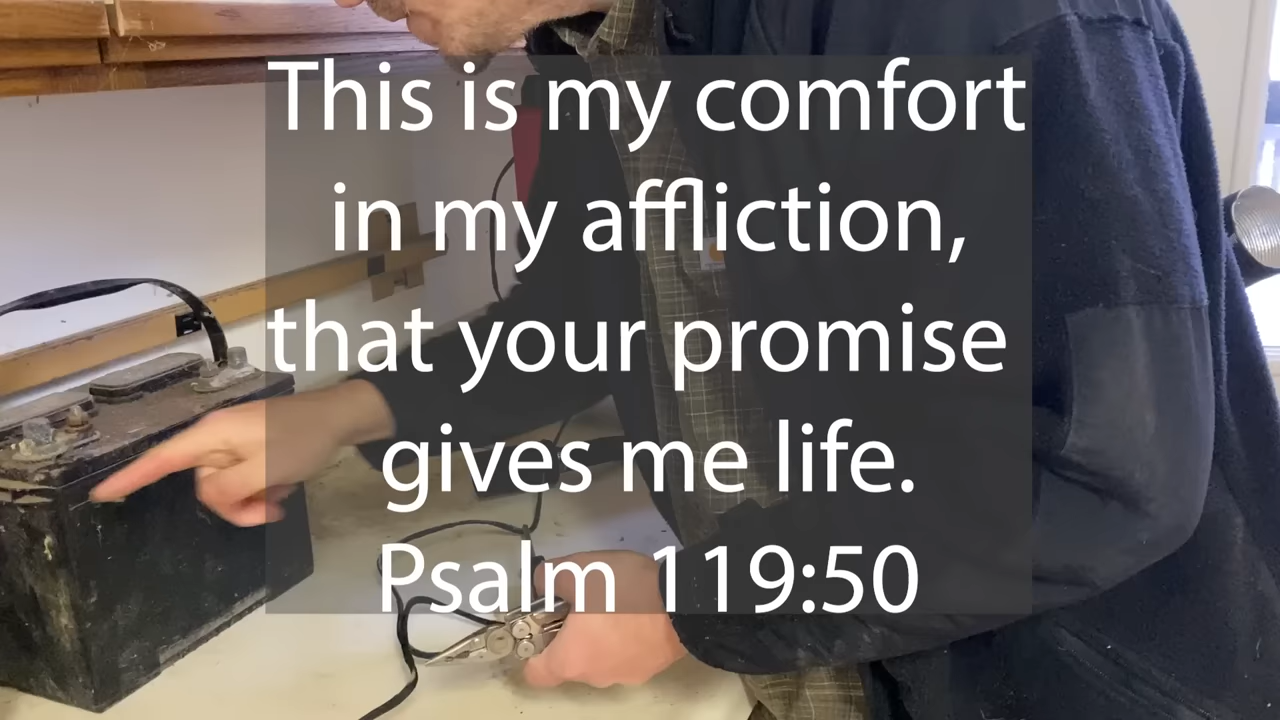 This is my comfort
in my affliction,
that your promise
gives me life.
Psalm 119:50